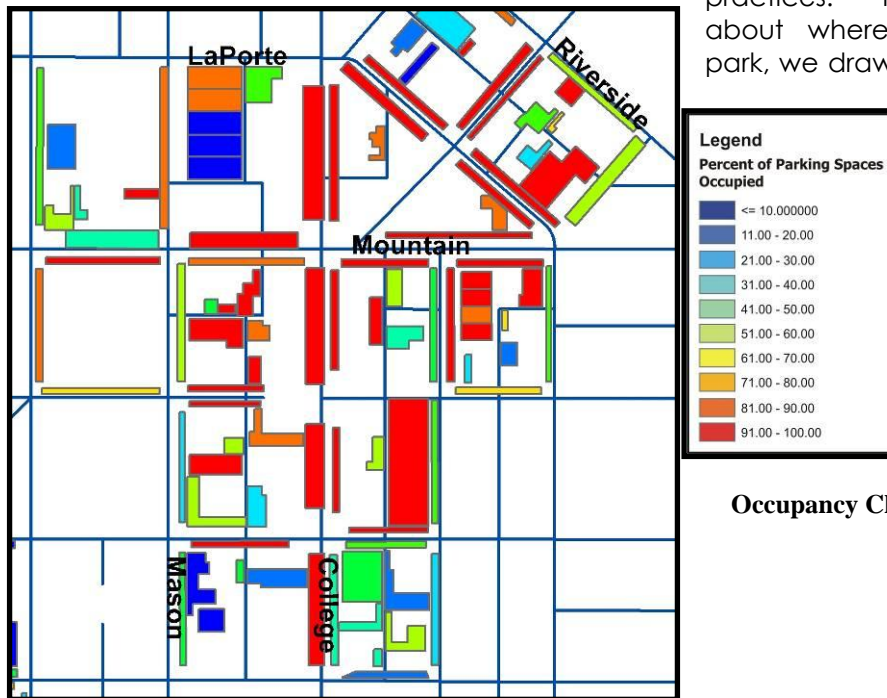 practices.
about where
park, we draw
LaPorte
Riverside
Mountain
Mason
College
Legend
Percent of Parking Spaces
Occupied
<= 10.000000
11.00 - 20.00
21.00 - 30.00
31.00 - 40.00
41.00 - 50.00
51.00 - 60.00
61.00 - 70.00
71.00 - 80.00
81.00 - 90.00
91.00 - 100.00
Occupancy